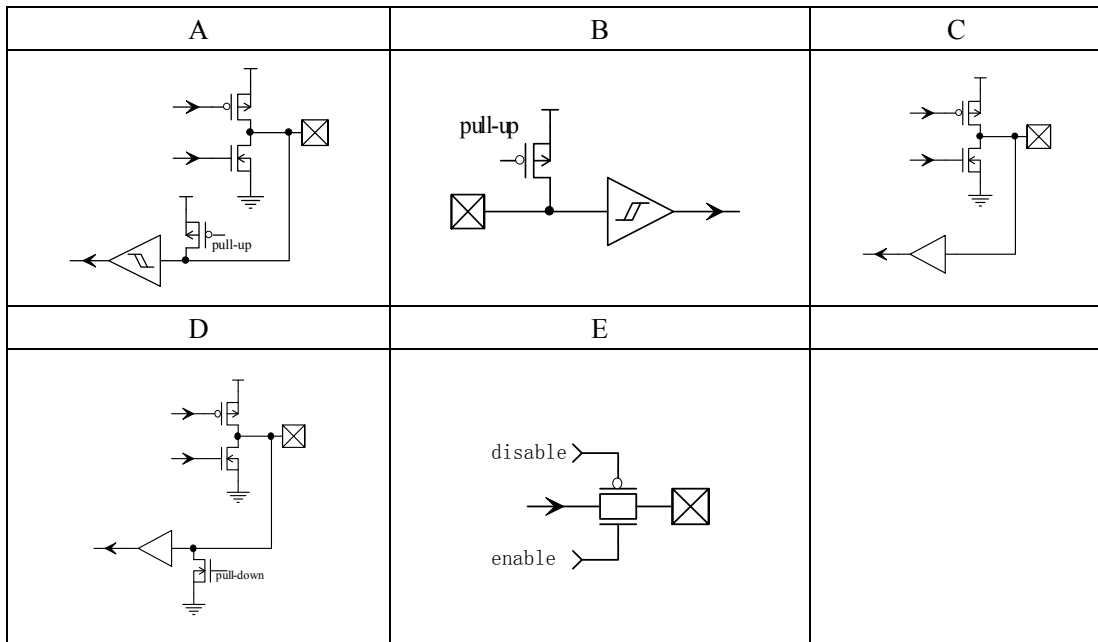 A
B
C
pull-up
pull-up
D
E
pull-down
disable
enable